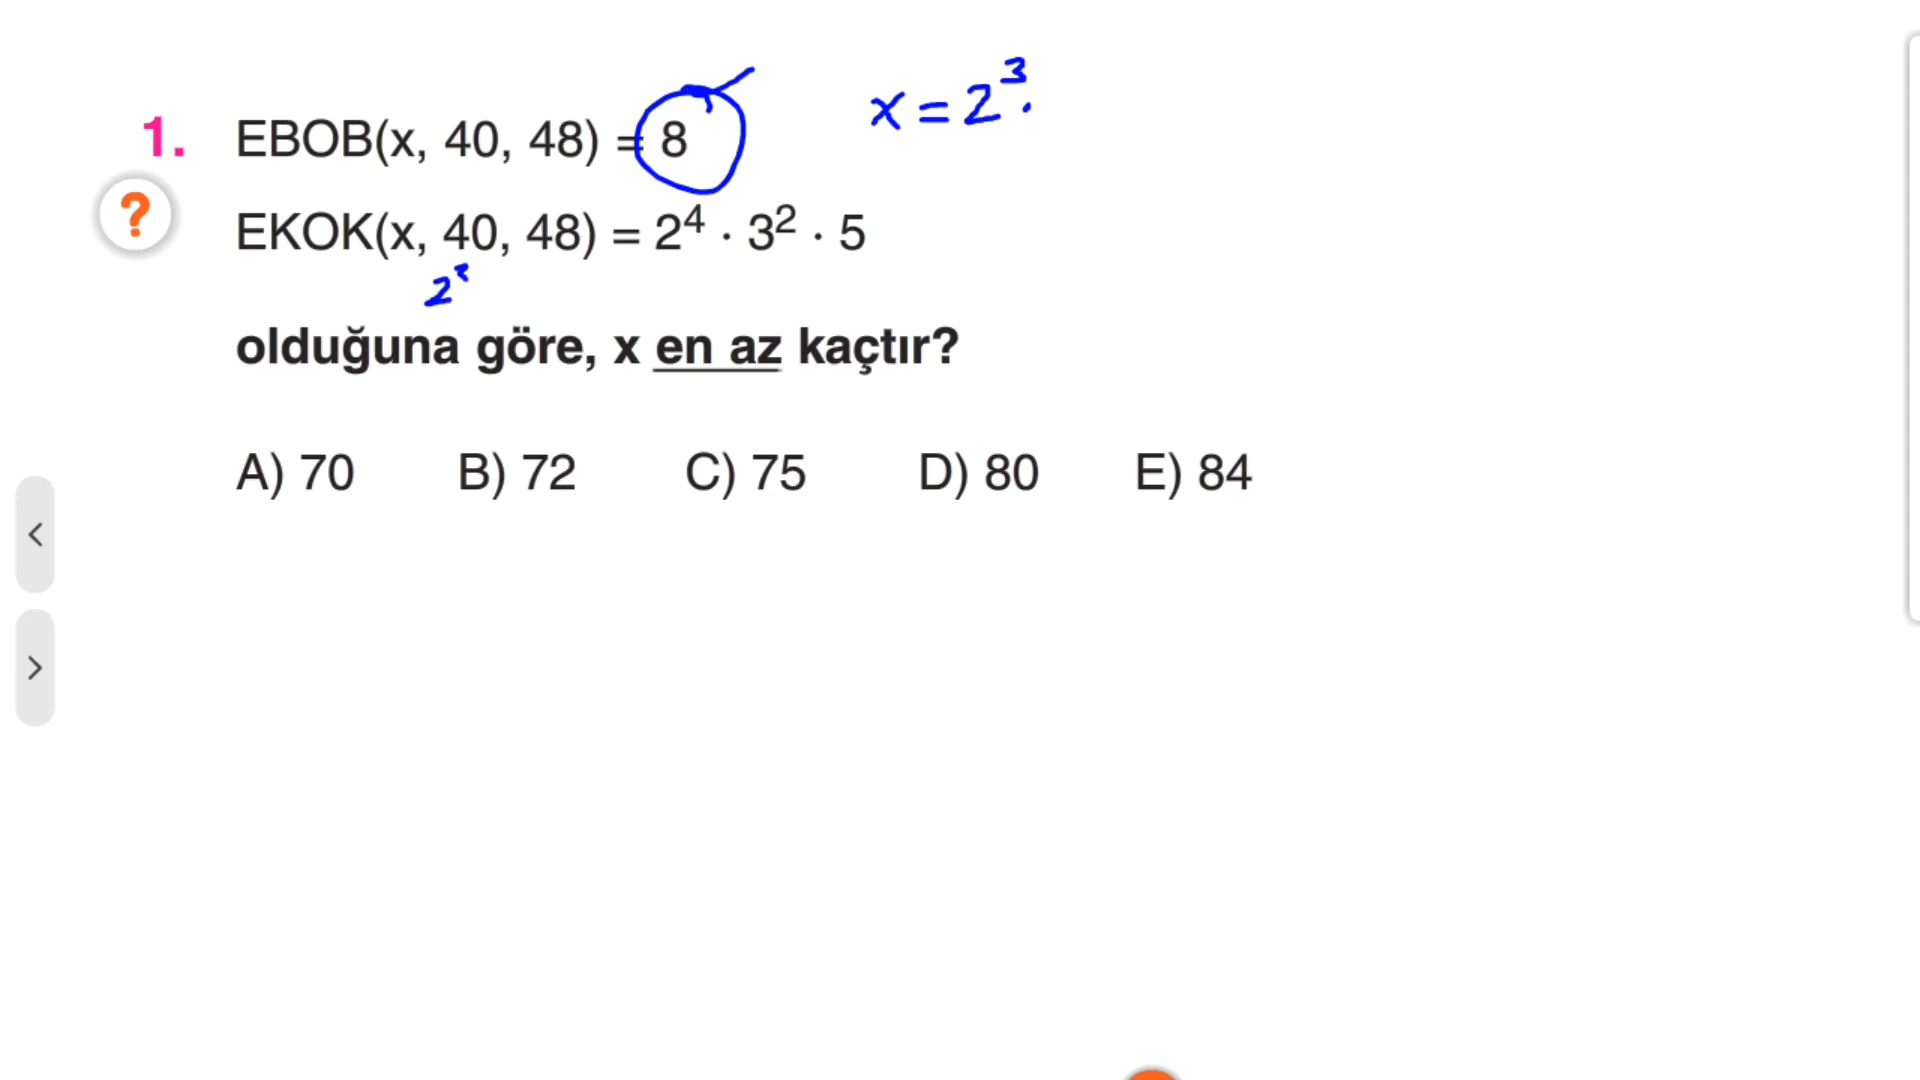 x = 2³·
1. EBOB(x, 40, 48) = 8
?
EKOK(x, 40, 48) = 2⁴ · 3² · 5
2³
olduğuna göre, x en az kaçtır?
A) 70 B) 72 C) 75 D) 80 E) 84